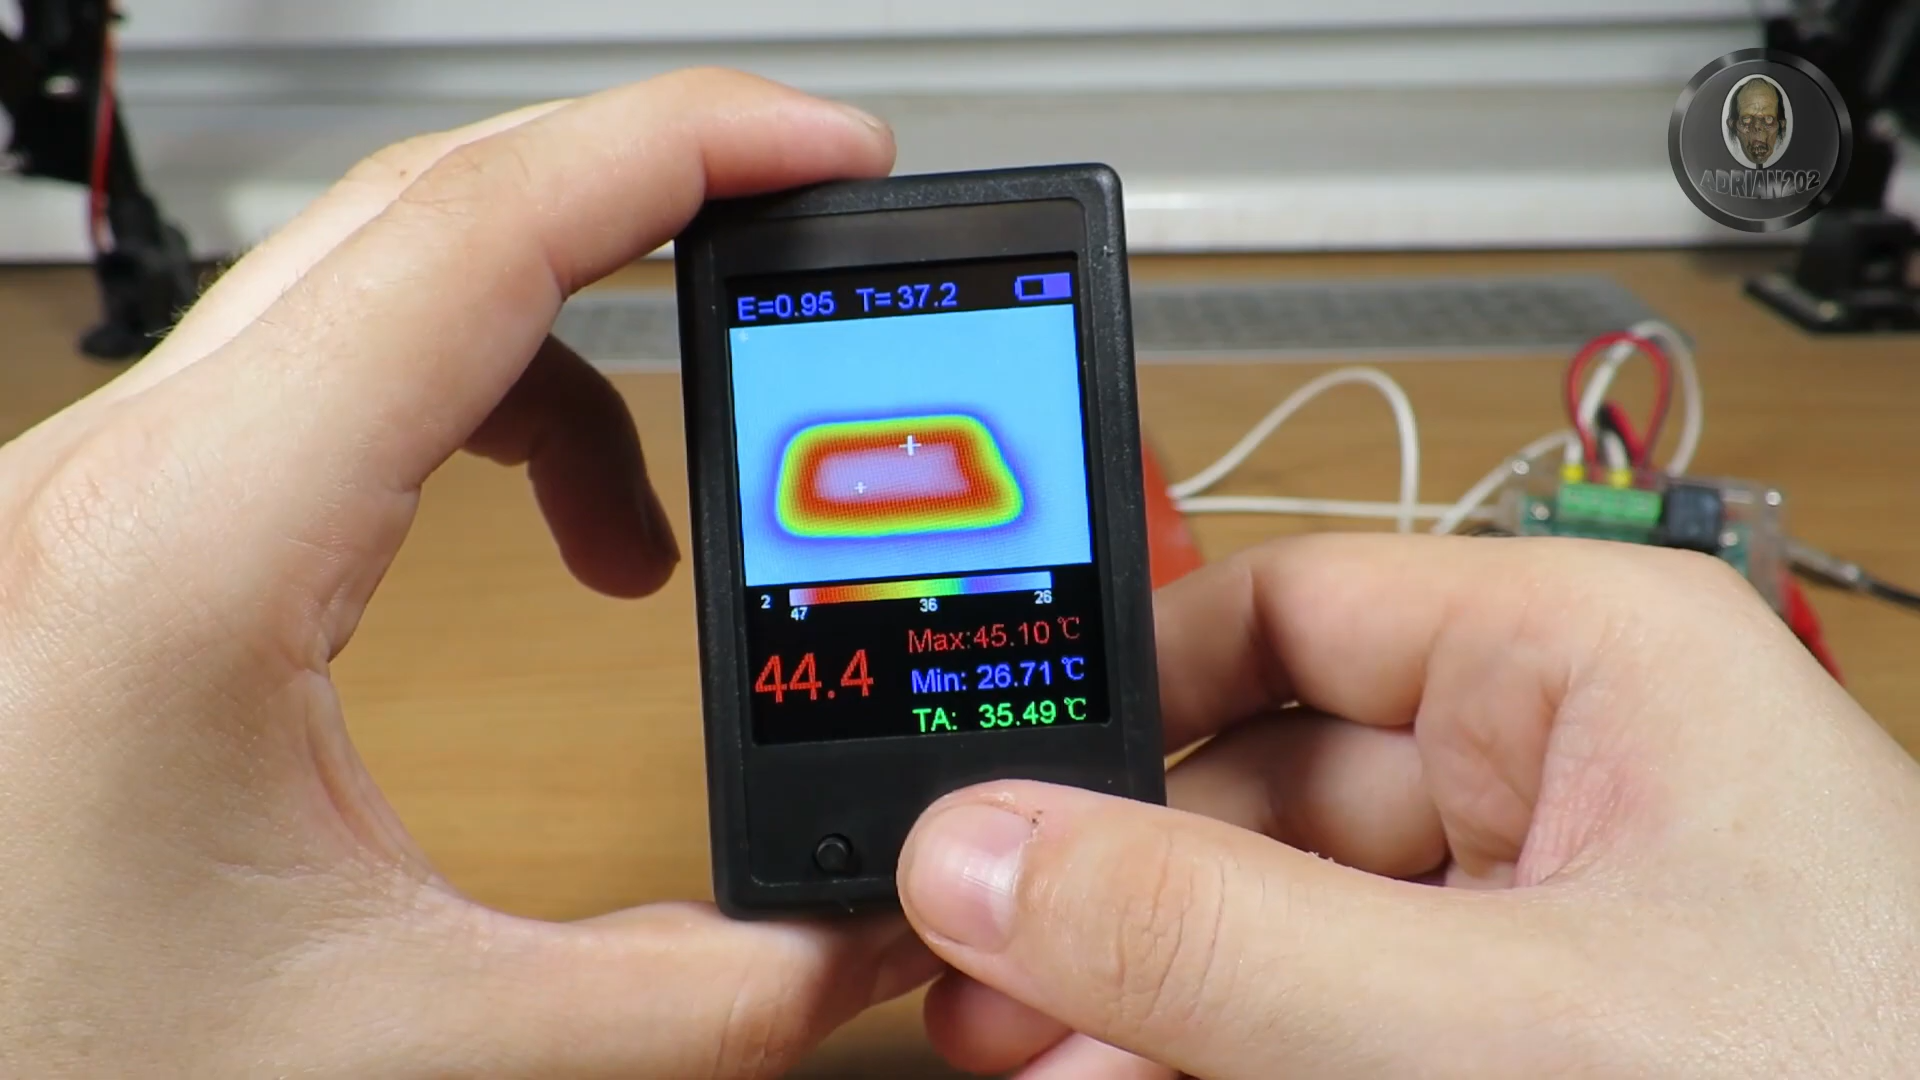 ADRIAN202
E=0.95 T=37.2
2 47 36 26
44.4
Max:45.10 ℃
Min: 26.71 ℃
TA: 35.49 ℃